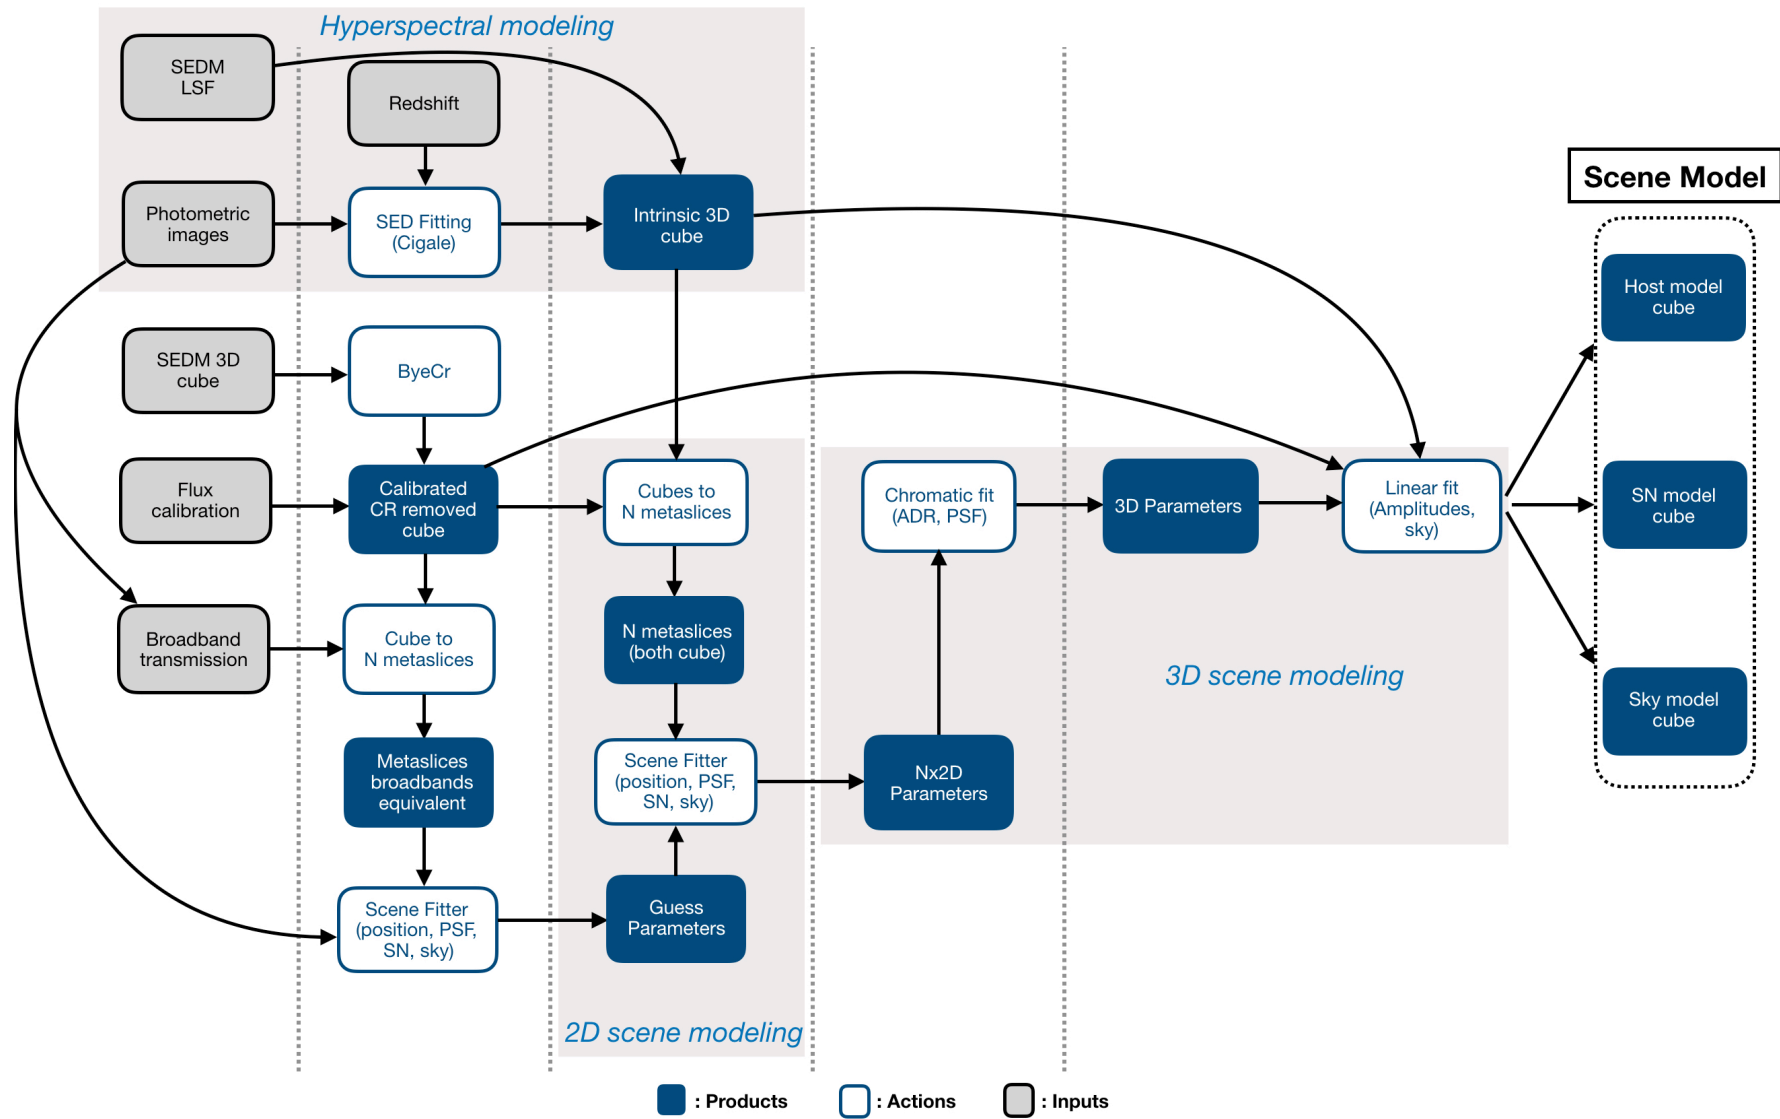 Hyperspectral modeling
SEDM
LSF
Redshift
Photometric
images
SED Fitting
(Cigale)
Intrinsic 3D
cube
Scene Model
Host model
cube
SEDM 3D
cube
ByeCr
Flux
calibration
Calibrated
CR removed
cube
Cubes to
N metaslices
Chromatic fit
(ADR, PSF)
3D Parameters
Linear fit
(Amplitudes,
sky)
SN model
cube
Broadband
transmission
Cube to
N metaslices
N metaslices
(both cube)
3D scene modeling
Sky model
cube
Metaslices
broadbands
equivalent
Scene Fitter
(position, PSF,
SN, sky)
Nx2D
Parameters
Scene Fitter
(position, PSF,
SN, sky)
Guess
Parameters
2D scene modeling
: Products
: Actions
: Inputs